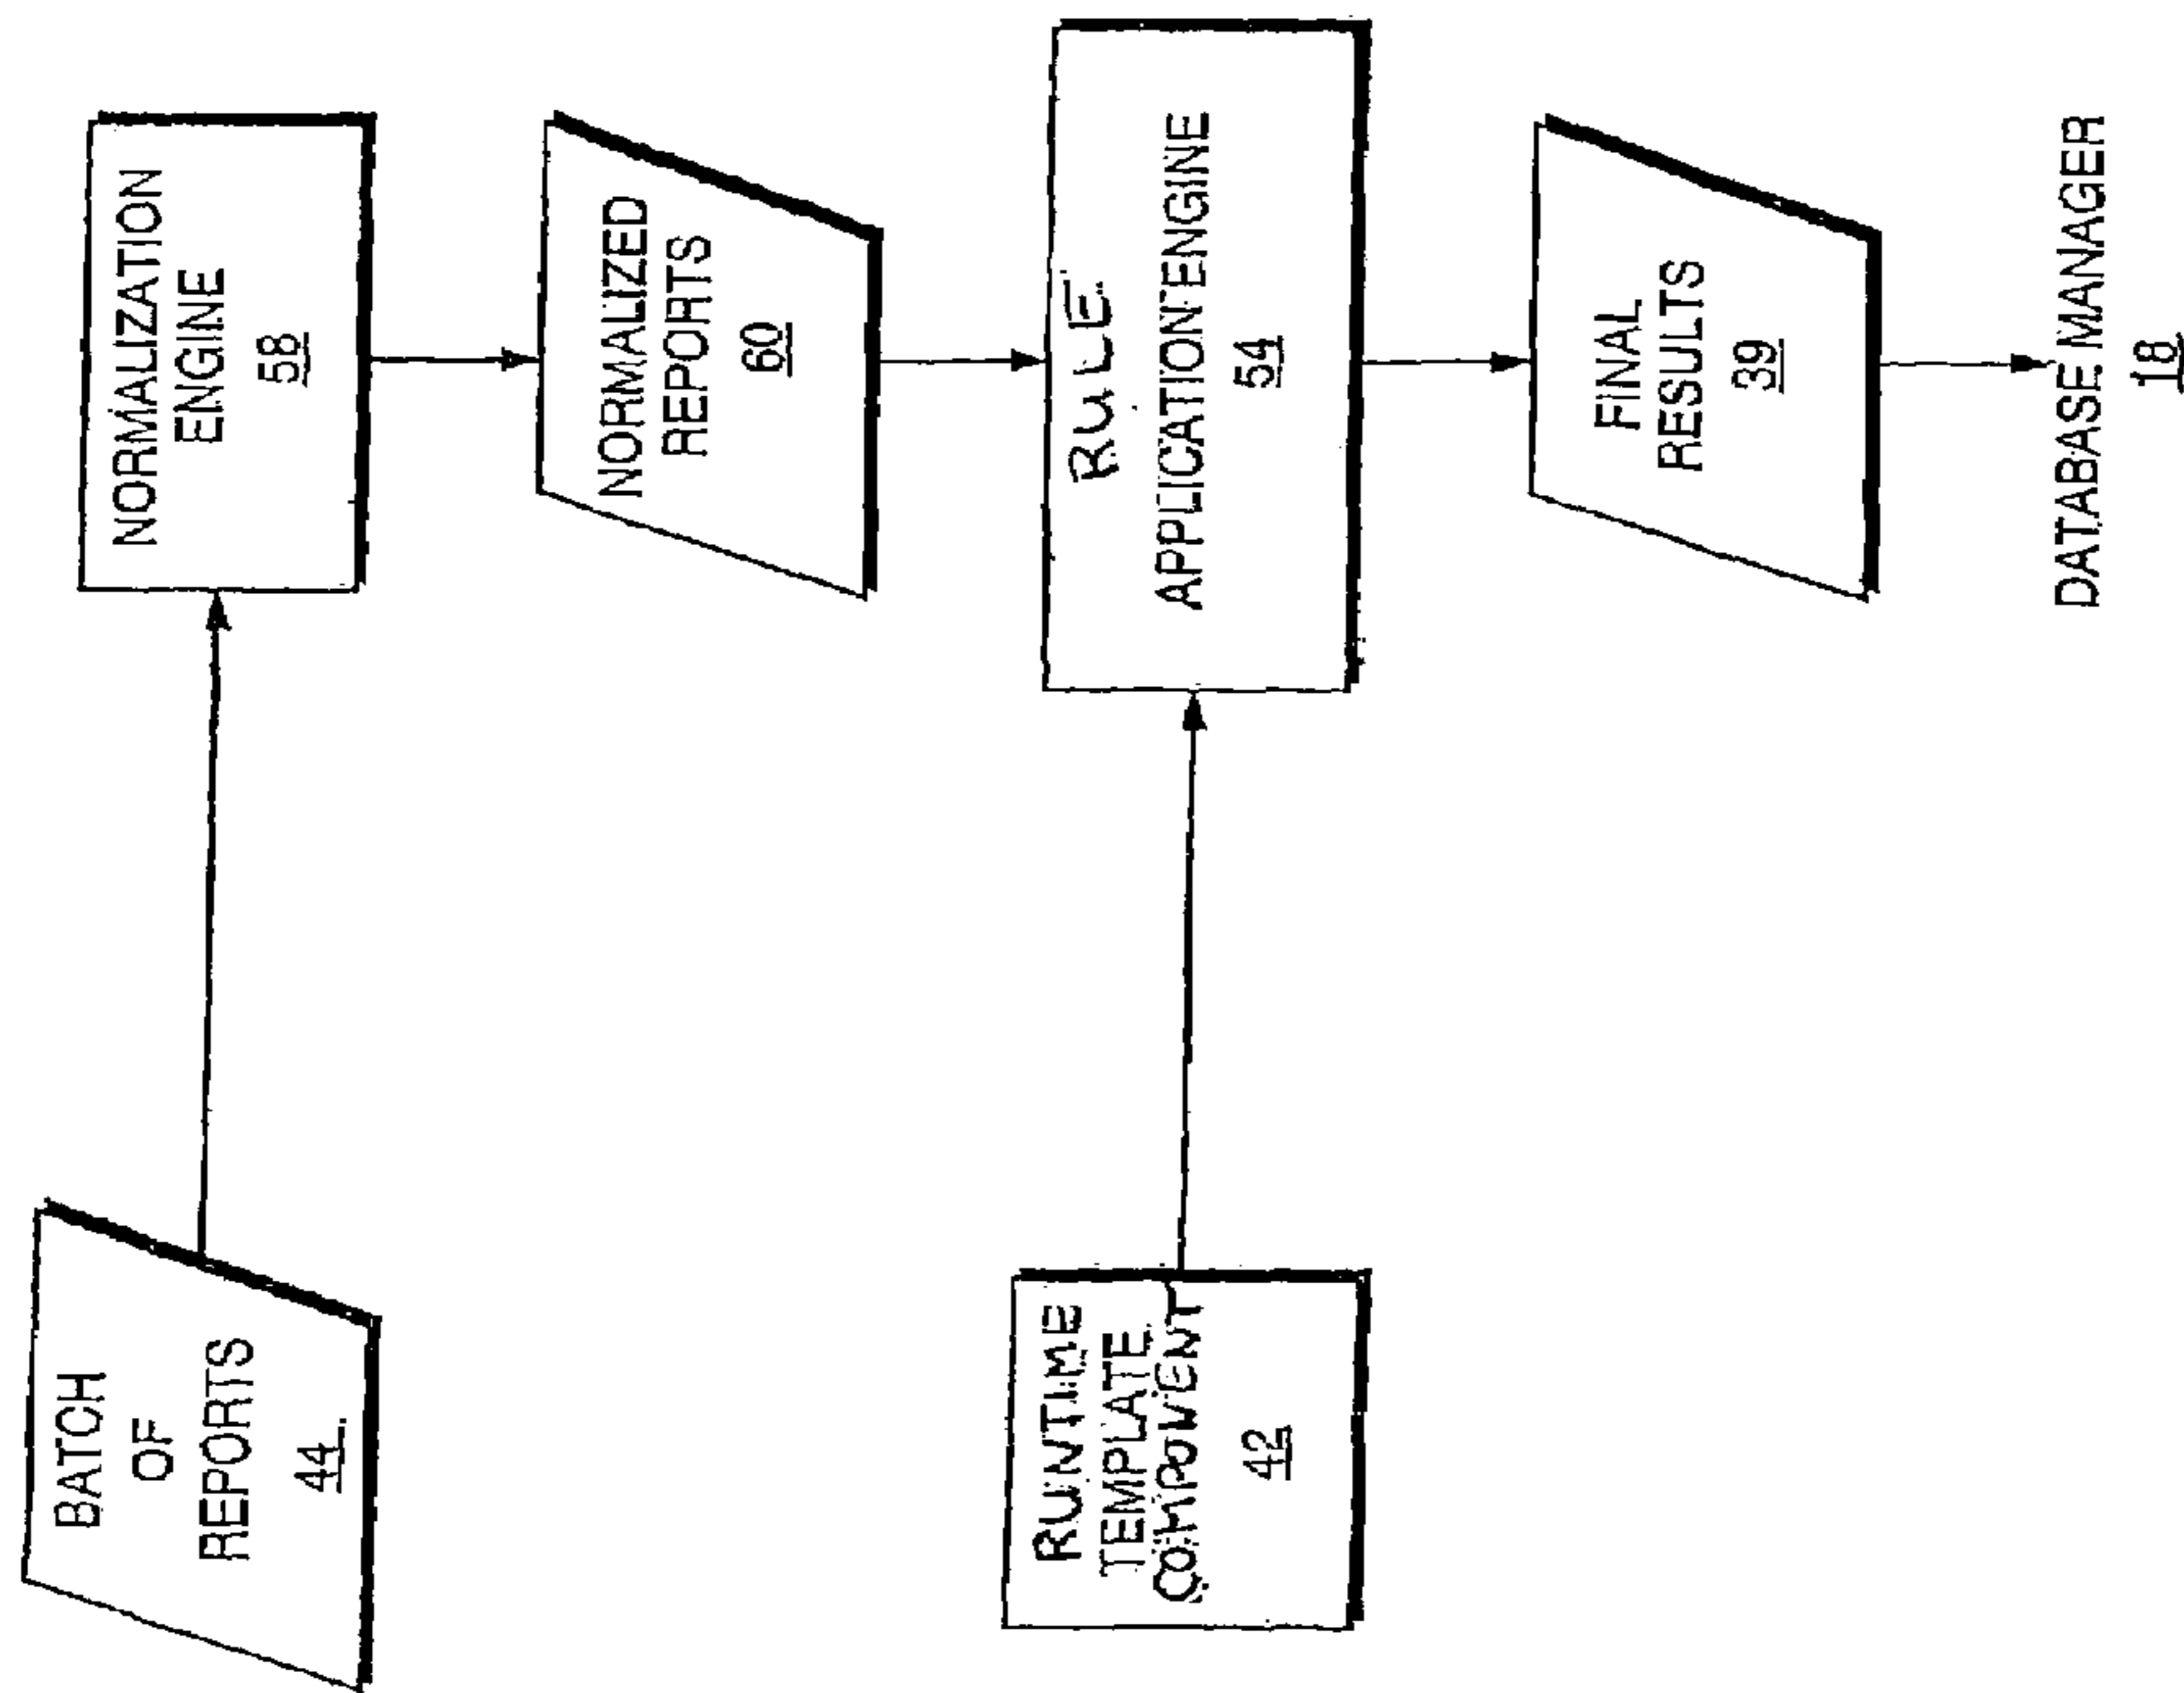 BATCH
OF
REPORTS
44
NORMALIZATION
ENGINE
58
NORMALIZED
REPORTS
60
RUNTIME
TEMPLATE
COMPONENT
42
RULE
APPLICATION ENGINE
54
FINAL
RESULTS
39
DATABASE MANAGER
18